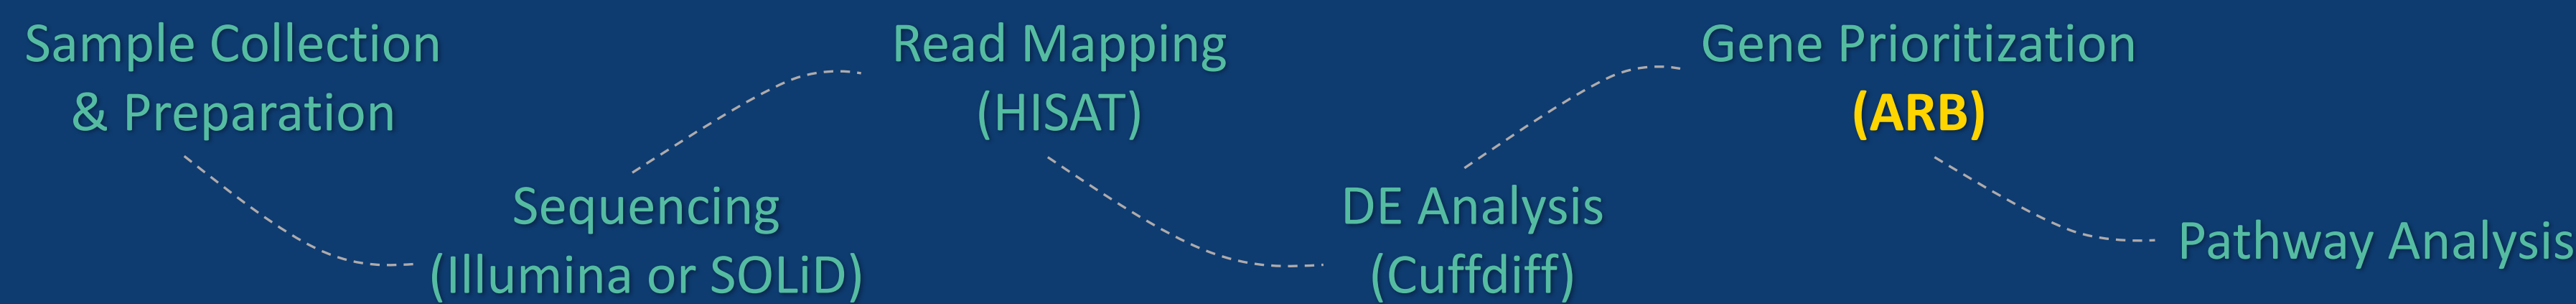 Sample Collection
& Preparation
Sequencing
(Illumina or SOLiD)
Read Mapping
(HISAT)
DE Analysis
(Cuffdiff)
Gene Prioritization
(ARB)
Pathway Analysis